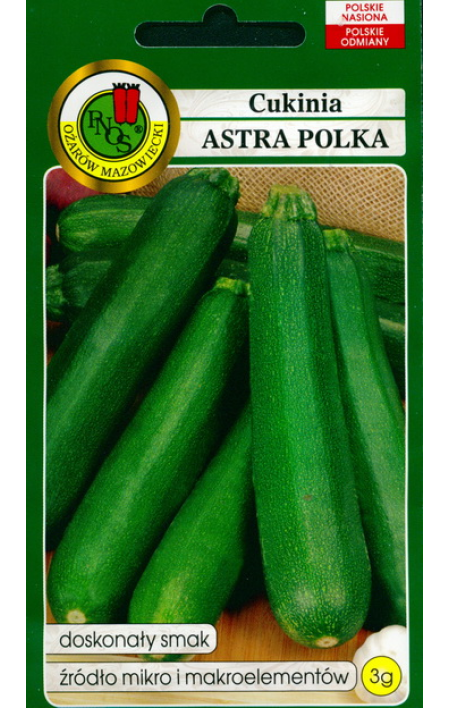 POLSKIE
NASIONA
POLSKIE
ODMIANY
PNOS®
OŻARÓW MAZOWIECKI
Cukinia
ASTRA POLKA
doskonały smak
źródło mikro i makroelementów
3g